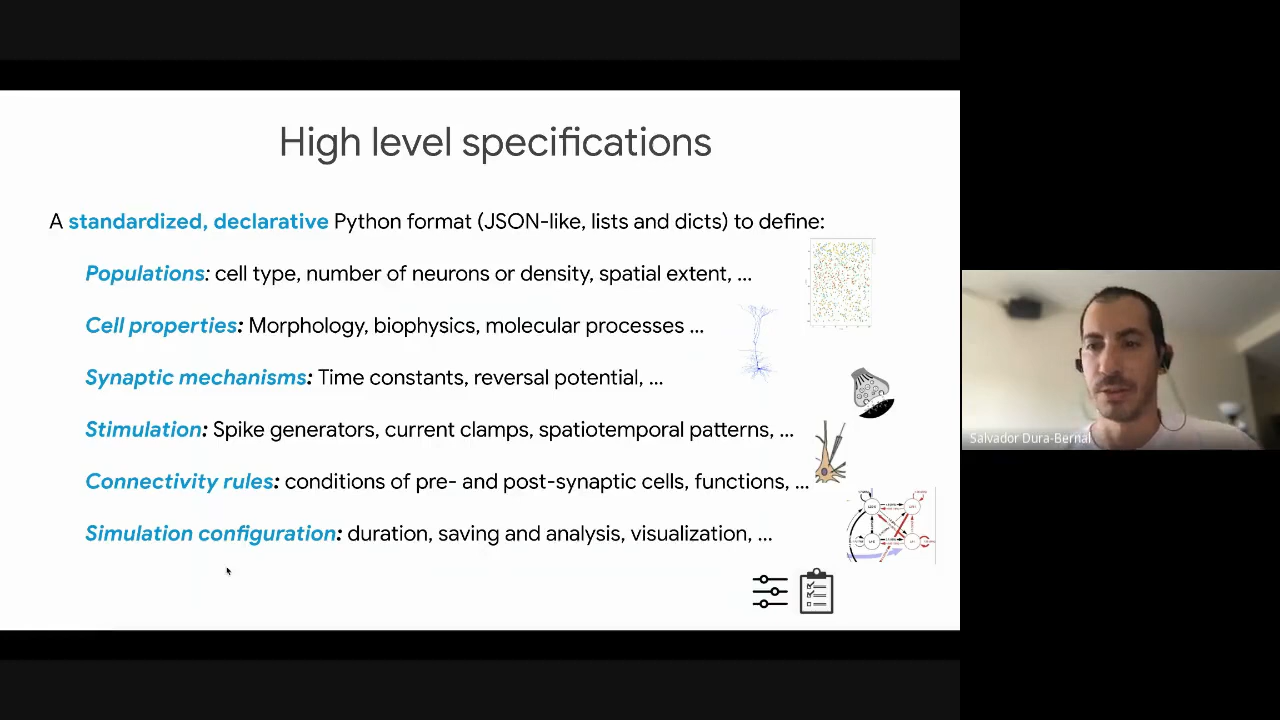 High level specifications
A standardized, declarative Python format (JSON-like, lists and dicts) to define:
Populations: cell type, number of neurons or density, spatial extent, ...
Cell properties: Morphology, biophysics, molecular processes ...
Synaptic mechanisms: Time constants, reversal potential, ...
Stimulation: Spike generators, current clamps, spatiotemporal patterns, ...
Connectivity rules: conditions of pre- and post-synaptic cells, functions, ...
Simulation configuration: duration, saving and analysis, visualization, ...
Salvador Dura-Bernal